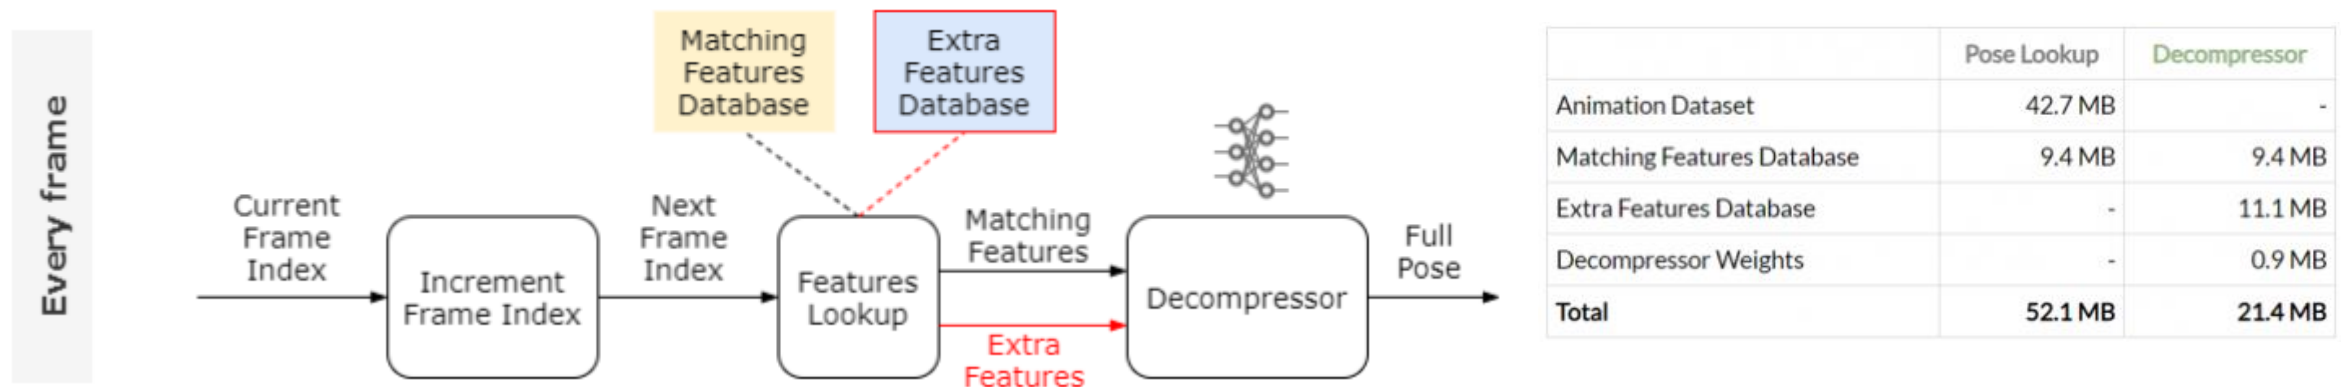 Every frame
Current
Frame
Index
Increment
Frame Index
Next
Frame
Index
Matching
Features
Database
Extra
Features
Database
Features
Lookup
Matching
Features
Extra
Features
Decompressor
Full
Pose
Pose Lookup Decompressor
Animation Dataset 42.7 MB -
Matching Features Database 9.4 MB 9.4 MB
Extra Features Database - 11.1 MB
Decompressor Weights - 0.9 MB
Total 52.1 MB 21.4 MB